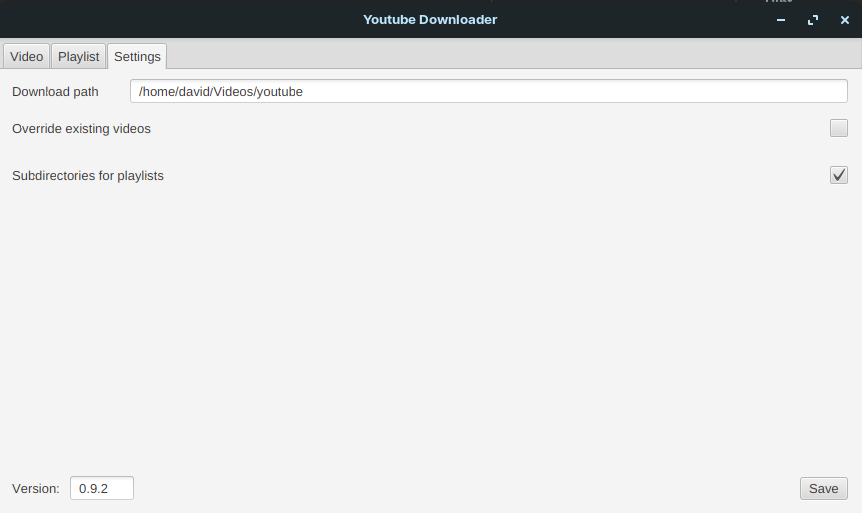 Youtube Downloader
Video Playlist Settings
Download path /home/david/Videos/youtube
Override existing videos
Subdirectories for playlists
Version: 0.9.2 Save